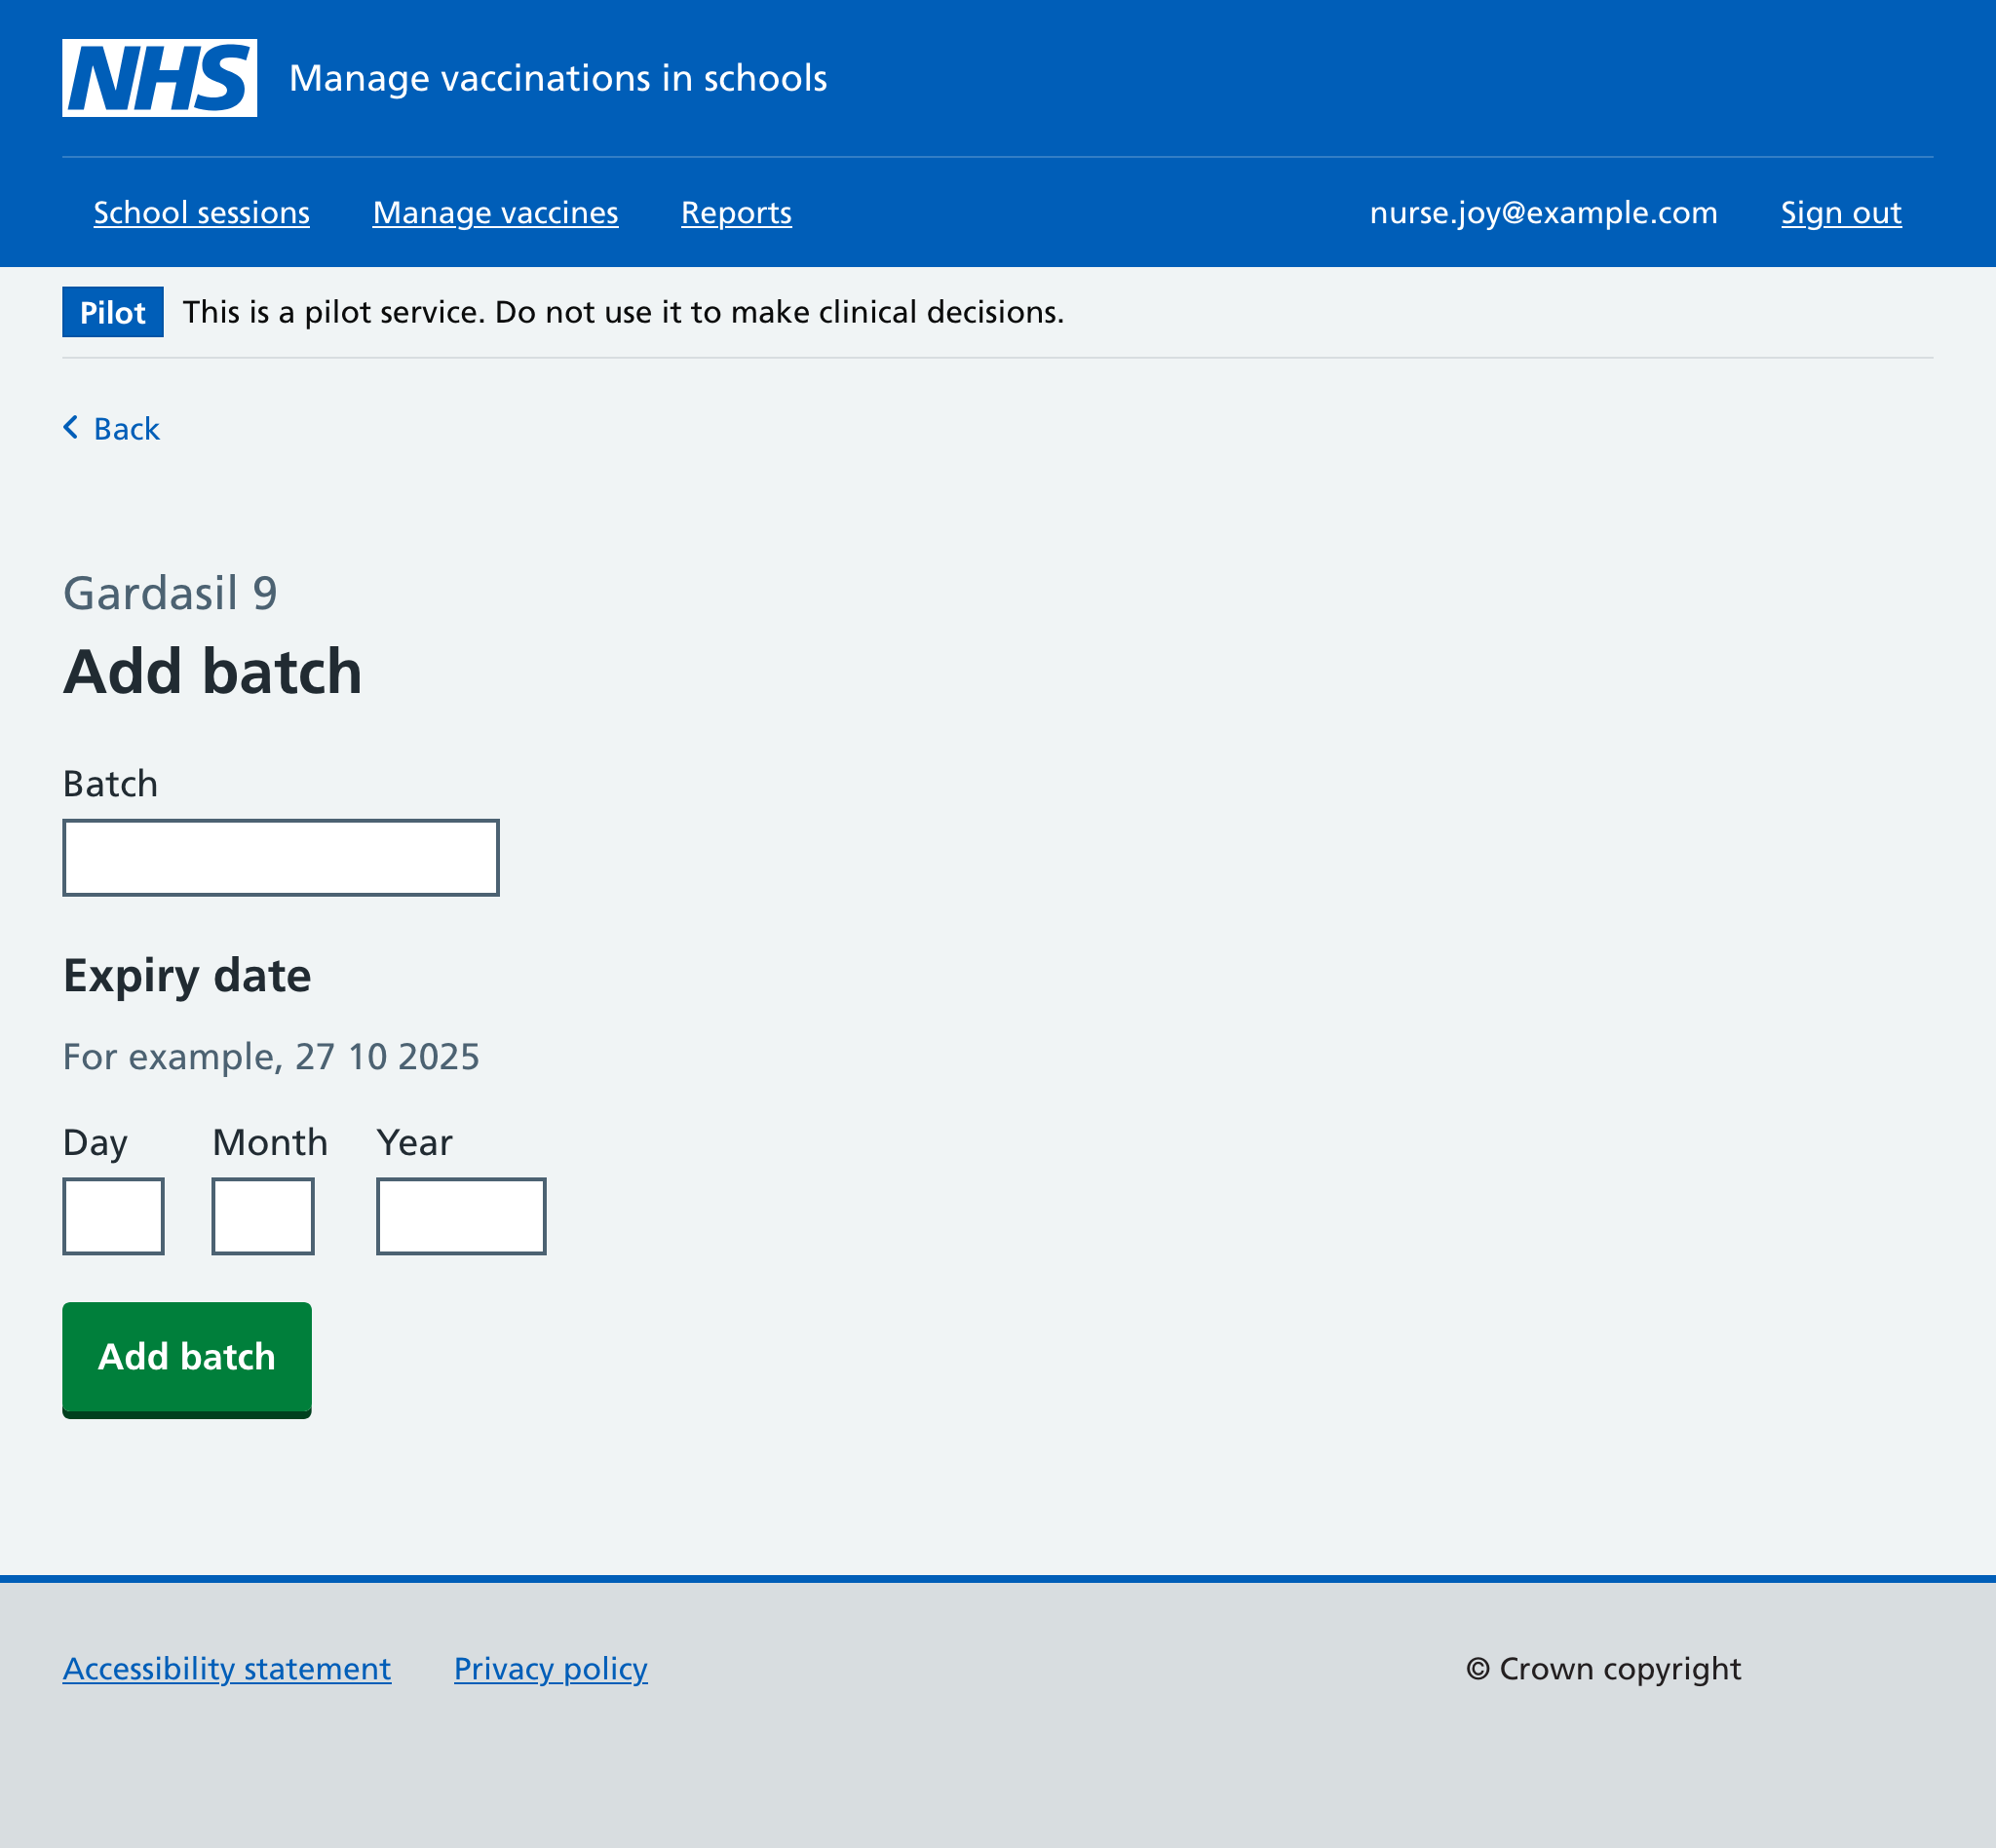 NHS Manage vaccinations in schools
School sessions Manage vaccines Reports nurse.joy@example.com Sign out
Pilot This is a pilot service. Do not use it to make clinical decisions.
Back
Gardasil 9
Add batch
Batch
Expiry date
For example, 27 10 2025
Day Month Year
Add batch
Accessibility statement Privacy policy © Crown copyright